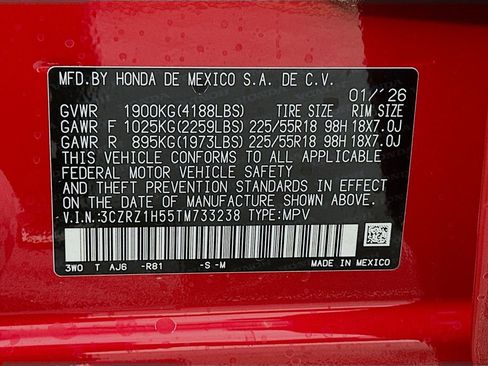 MFD.BY HONDA DE MEXICO S.A. DE C.V.
01/'26
GVWR 1900KG(4188LBS) TIRE SIZE RIM SIZE
GAWR F 1025KG(2259LBS) 225/55R18 98H 18X7.0J
GAWR R 895KG(1973LBS) 225/55R18 98H 18X7.0J
THIS VEHICLE CONFORMS TO ALL APPLICABLE
FEDERAL MOTOR VEHICLE SAFETY
AND THEFT PREVENTION STANDARDS IN EFFECT
ON THE DATE OF MANUFACTURE SHOWN ABOVE.
V.I.N:3CZRZ1H55TM733238 TYPE:MPV
3W0 T AJ6 -R81 -S -M MADE IN MEXICO